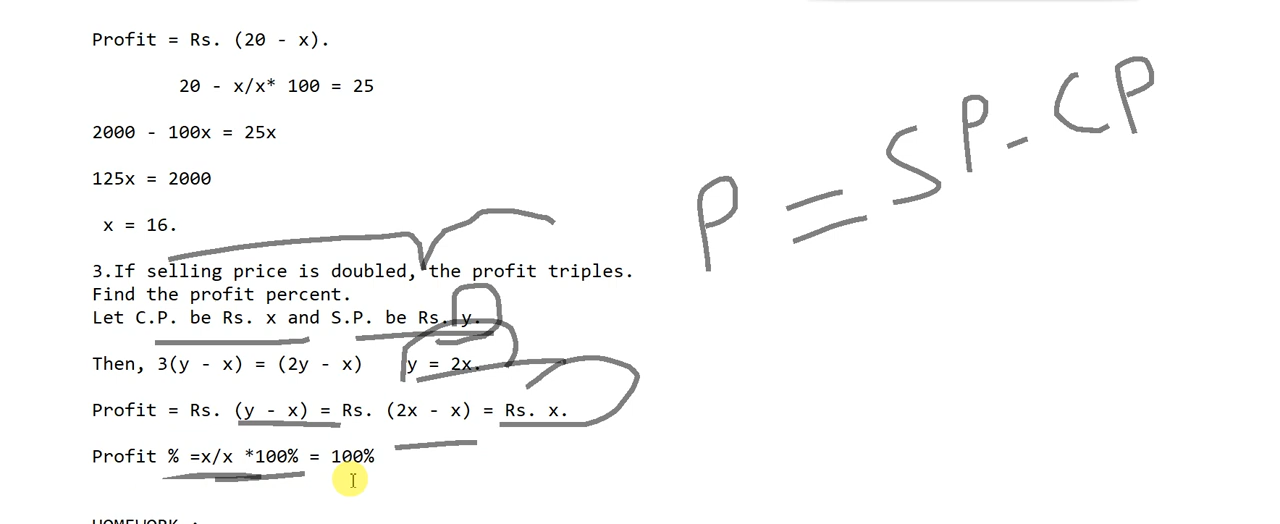 Profit = Rs. (20 - x).
20 - x/x* 100 = 25
2000 - 100x = 25x
125x = 2000
x = 16.
3.If selling price is doubled, the profit triples.
Find the profit percent.
Let C.P. be Rs. x and S.P. be Rs. y.
Then, 3(y - x) = (2y - x) y = 2x.
Profit = Rs. (y - x) = Rs. (2x - x) = Rs. x.
Profit % =x/x *100% = 100%
HOMEWORK :
P = SP - CP